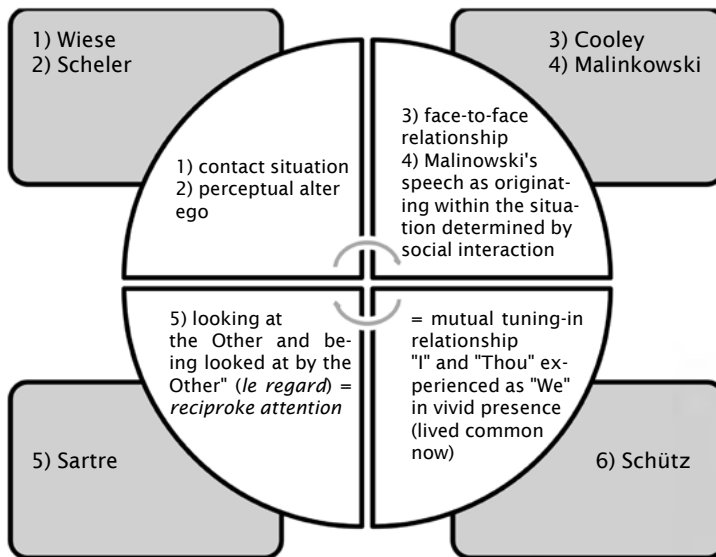 1) Wiese
2) Scheler
3) Cooley
4) Malinkowski
1) contact situation
2) perceptual alter
ego
3) face-to-face
relationship
4) Malinowski's
speech as originat-
ing within the situa-
tion determined by
social interaction
5) looking at
the Other and be-
ing looked at by the
Other" (le regard) =
reciproke attention
= mutual tuning-in
relationship
"I" and "Thou" ex-
perienced as "We"
in vivid presence
(lived common
now)
5) Sartre
6) Schütz